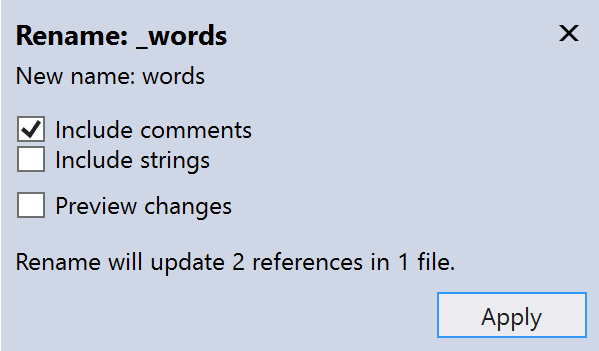 Rename: _words
New name: words
Include comments
Include strings
Preview changes
Rename will update 2 references in 1 file.
Apply